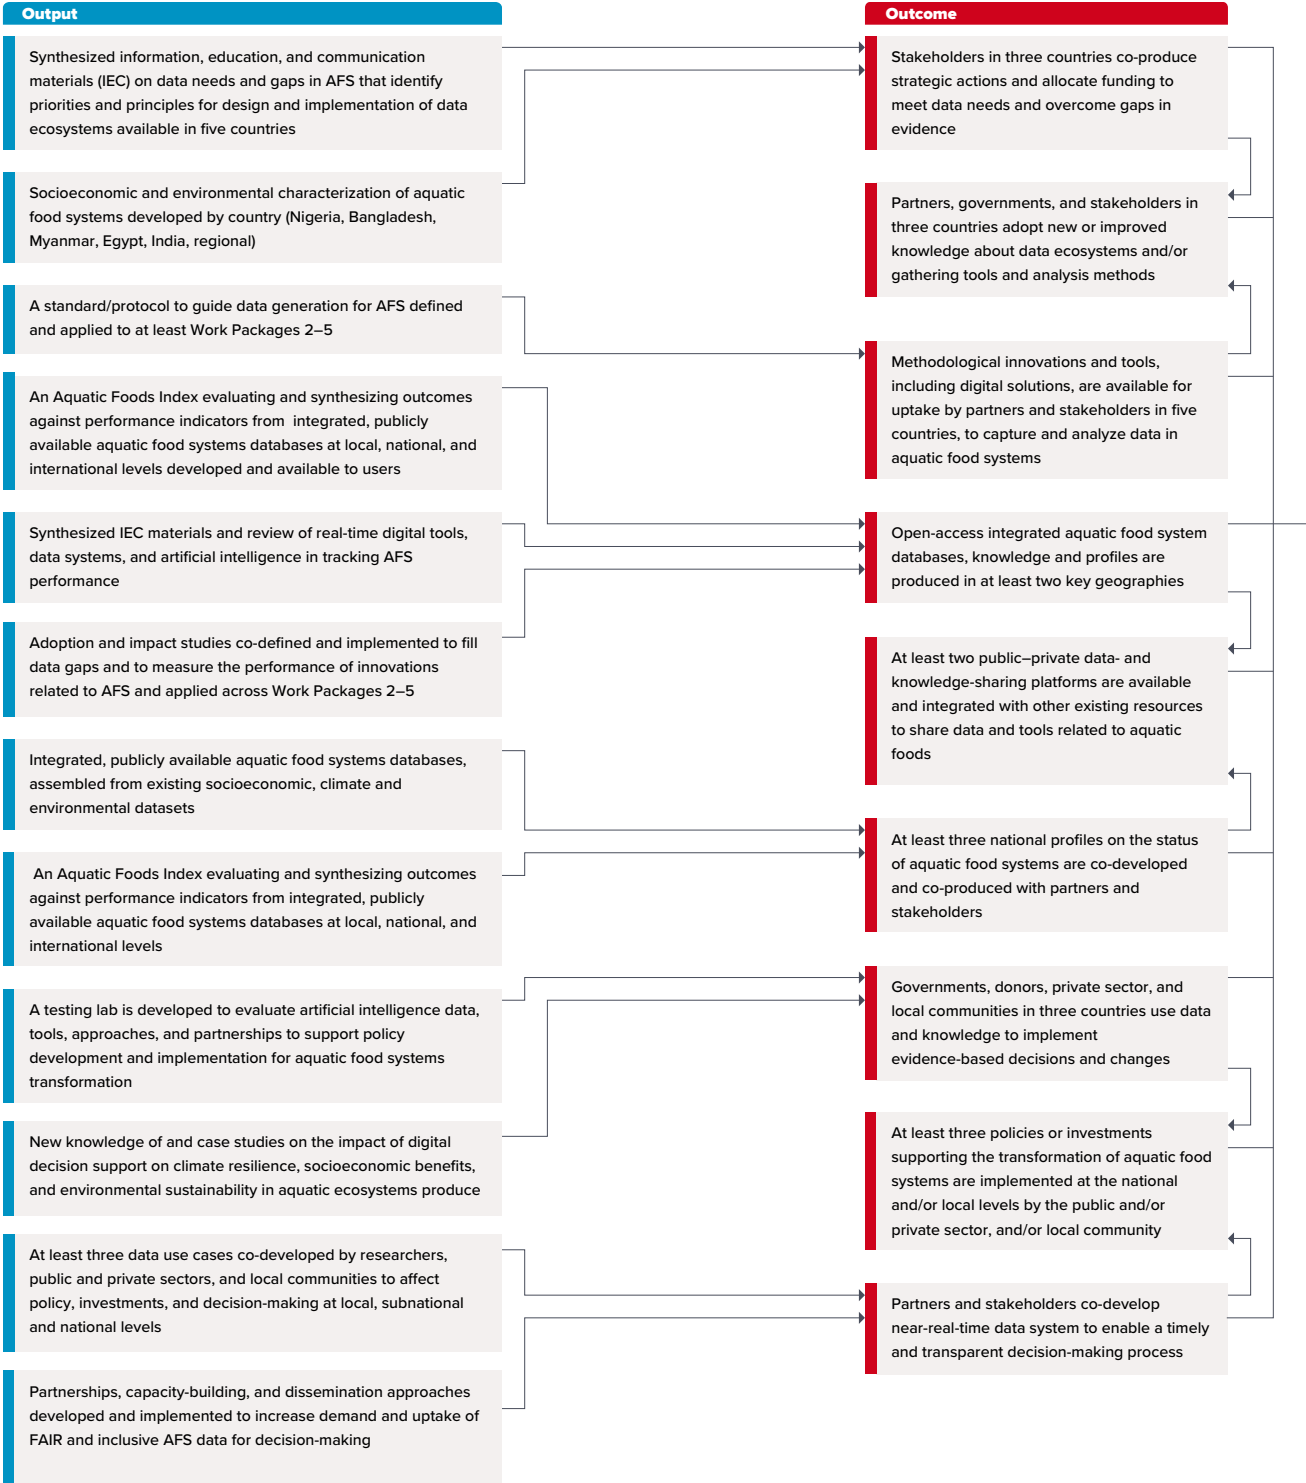 Output
Synthesized information, education, and communication
materials (IEC) on data needs and gaps in AFS that identify
priorities and principles for design and implementation of data
ecosystems available in five countries
Socioeconomic and environmental characterization of aquatic
food systems developed by country (Nigeria, Bangladesh,
Myanmar, Egypt, India, regional)
A standard/protocol to guide data generation for AFS defined
and applied to at least Work Packages 2–5
An Aquatic Foods Index evaluating and synthesizing outcomes
against performance indicators from integrated, publicly
available aquatic food systems databases at local, national, and
international levels developed and available to users
Synthesized IEC materials and review of real-time digital tools,
data systems, and artificial intelligence in tracking AFS
performance
Adoption and impact studies co-defined and implemented to fill
data gaps and to measure the performance of innovations
related to AFS and applied across Work Packages 2–5
Integrated, publicly available aquatic food systems databases,
assembled from existing socioeconomic, climate and
environmental datasets
An Aquatic Foods Index evaluating and synthesizing outcomes
against performance indicators from integrated, publicly
available aquatic food systems databases at local, national, and
international levels
A testing lab is developed to evaluate artificial intelligence data,
tools, approaches, and partnerships to support policy
development and implementation for aquatic food systems
transformation
New knowledge of and case studies on the impact of digital
decision support on climate resilience, socioeconomic benefits,
and environmental sustainability in aquatic ecosystems produce
At least three data use cases co-developed by researchers,
public and private sectors, and local communities to affect
policy, investments, and decision-making at local, subnational
and national levels
Partnerships, capacity-building, and dissemination approaches
developed and implemented to increase demand and uptake of
FAIR and inclusive AFS data for decision-making
Outcome
Stakeholders in three countries co-produce
strategic actions and allocate funding to
meet data needs and overcome gaps in
evidence
Partners, governments, and stakeholders in
three countries adopt new or improved
knowledge about data ecosystems and/or
gathering tools and analysis methods
Methodological innovations and tools,
including digital solutions, are available for
uptake by partners and stakeholders in five
countries, to capture and analyze data in
aquatic food systems
Open-access integrated aquatic food system
databases, knowledge and profiles are
produced in at least two key geographies
At least two public–private data- and
knowledge-sharing platforms are available
and integrated with other existing resources
to share data and tools related to aquatic
foods
At least three national profiles on the status
of aquatic food systems are co-developed
and co-produced with partners and
stakeholders
Governments, donors, private sector, and
local communities in three countries use data
and knowledge to implement
evidence-based decisions and changes
At least three policies or investments
supporting the transformation of aquatic food
systems are implemented at the national
and/or local levels by the public and/or
private sector, and/or local community
Partners and stakeholders co-develop
near-real-time data system to enable a timely
and transparent decision-making process